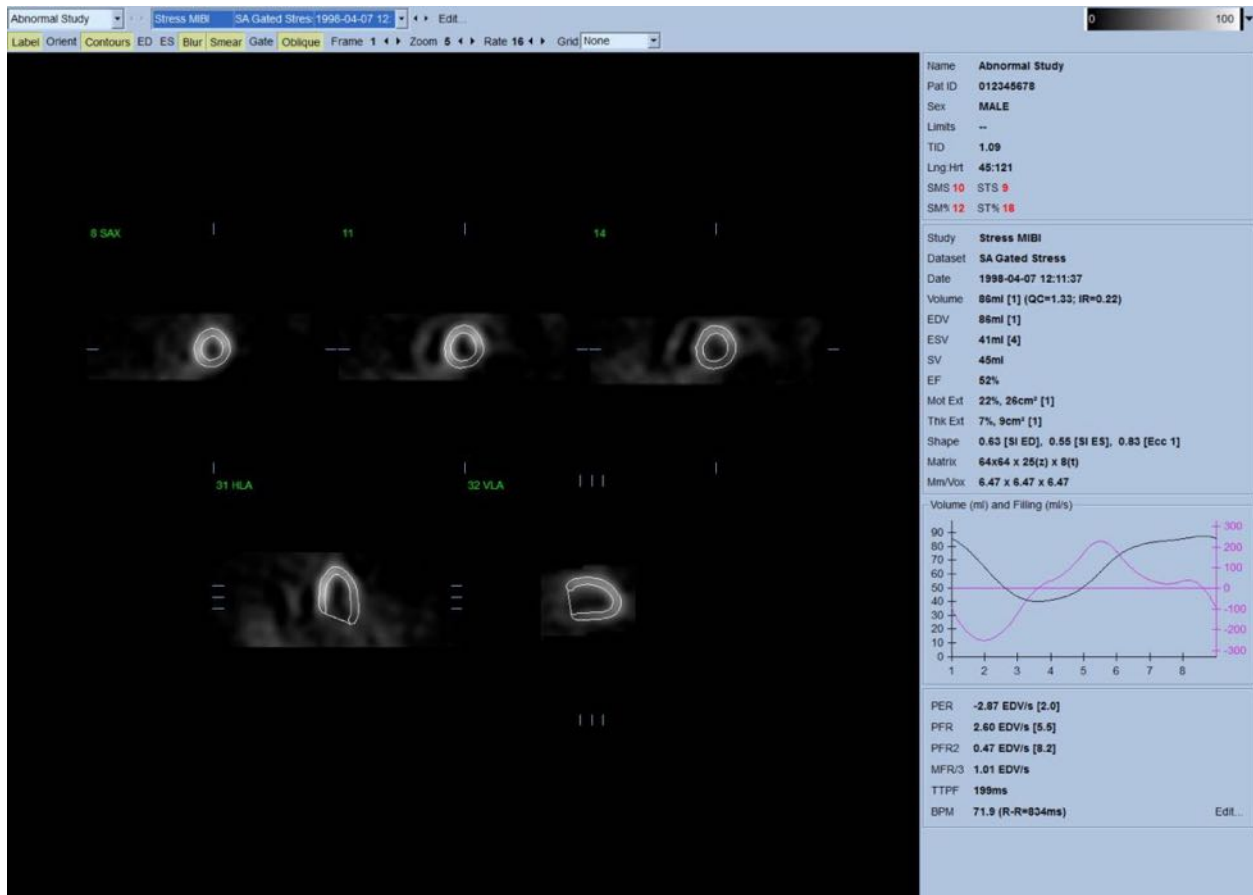 Abnormal Study Stress MIBI SA Gated Stres: 1998-04-07 12: Edit...
0 100
Label Orient Contours ED ES Blur Smear Gate Oblique Frame 1 Zoom 5 Rate 16 Grid None
Name Abnormal Study
Pat ID 012345678
Sex MALE
Limits --
TID 1.09
Lng:Hrt 45:121
SMS 10 STS 9
SM% 12 ST% 18
8 SAX 11 14
31 HLA 32 VLA
Study Stress MIBI
Dataset SA Gated Stress
Date 1998-04-07 12:11:37
Volume 86ml [1] (QC=1.33; IR=0.22)
EDV 86ml [1]
ESV 41ml [4]
SV 45ml
EF 52%
Mot Ext 22%, 26cm² [1]
Thk Ext 7%, 9cm² [1]
Shape 0.63 [SI ED], 0.55 [SI ES], 0.83 [Ecc 1]
Matrix 64x64 x 25(z) x 8(t)
Mm/Vox 6.47 x 6.47 x 6.47
Volume (ml) and Filling (ml/s)
90
80
70
60
50
40
30
20
10
0
300
200
100
0
-100
-200
-300
1 2 3 4 5 6 7 8
PER -2.87 EDV/s [2.0]
PFR 2.60 EDV/s [5.5]
PFR2 0.47 EDV/s [8.2]
MFR/3 1.01 EDV/s
TTPF 199ms
BPM 71.9 (R-R=834ms) Edit...